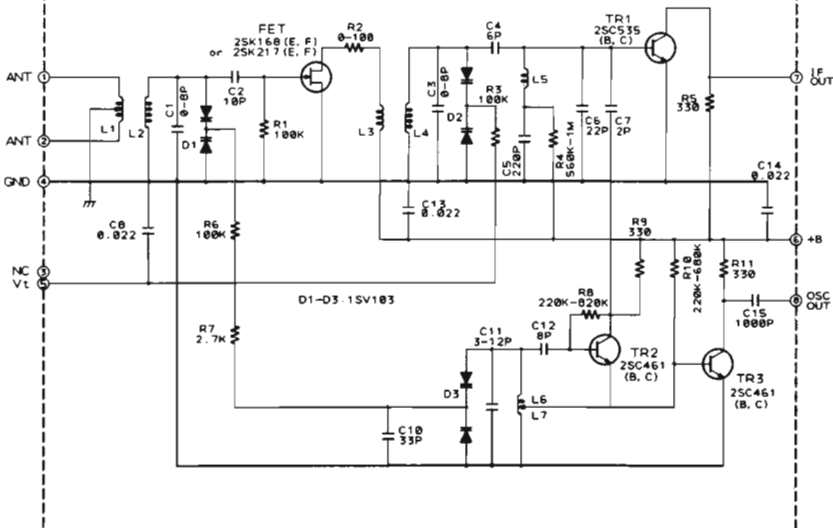 FET
2SK168(E, F)
or 2SK217(E, F)
R2
0-100
C4
6P
TR1
2SC535
(B, C)
ANT 1
C1
0-8P
C2
10P
C3
0-8P
R3
100K
L5
7 IF OUT
L1
L2
D1
R1
100K
L3
L4
D2
C5
220P
R4
560K-1M
C6
22P
C7
2P
R5
330
ANT 2
C14
0.022
GND 4
C8
0.022
R6
100K
C13
0.022
R9
330
6 +B
NC 3
Vt 5
D1-D3.1SV103
R10
220K-680K
R11
330
8 OSC OUT
R8
220K-820K
C15
1000P
R7
2.7K
C11
3-12P
C12
8P
TR2
2SC461
(B, C)
TR3
2SC461
(B, C)
D3
L6
L7
C10
33P